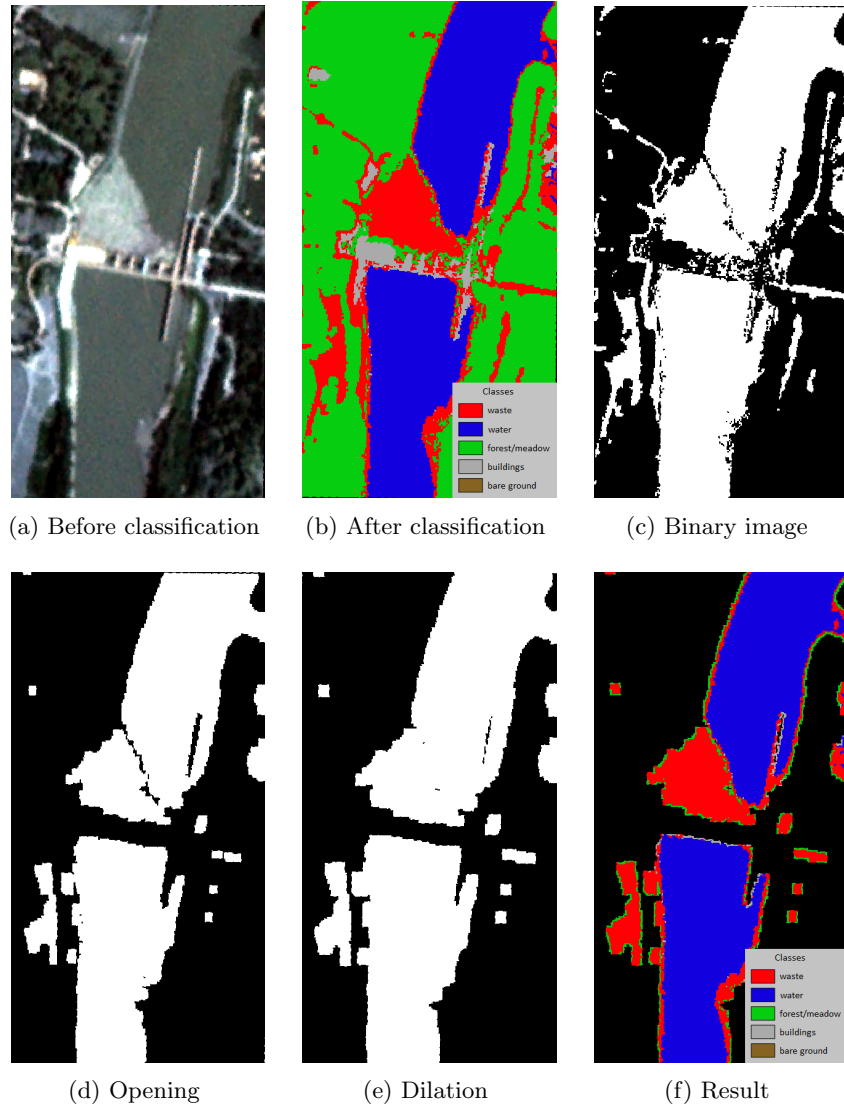 Classes
waste
water
forest/meadow
buildings
bare ground
(a) Before classification
(b) After classification
(c) Binary image
Classes
waste
water
forest/meadow
buildings
bare ground
(d) Opening
(e) Dilation
(f) Result